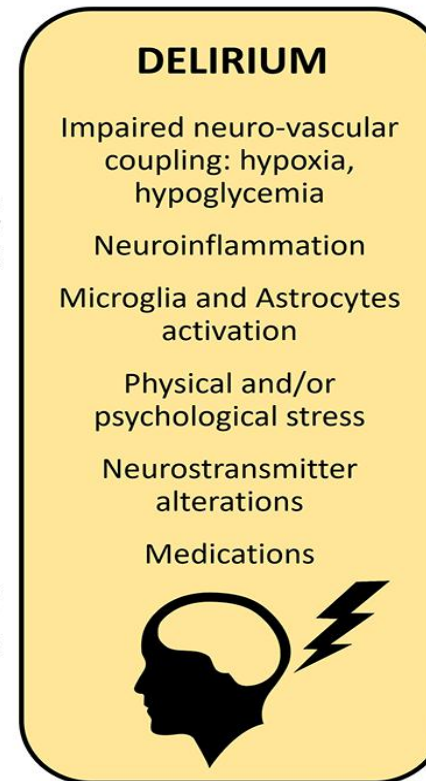 DELIRIUM
Impaired neuro-vascular
coupling: hypoxia,
hypoglycemia
Neuroinflammation
Microglia and Astrocytes
activation
Physical and/or
psychological stress
Neurostransmitter
alterations
Medications